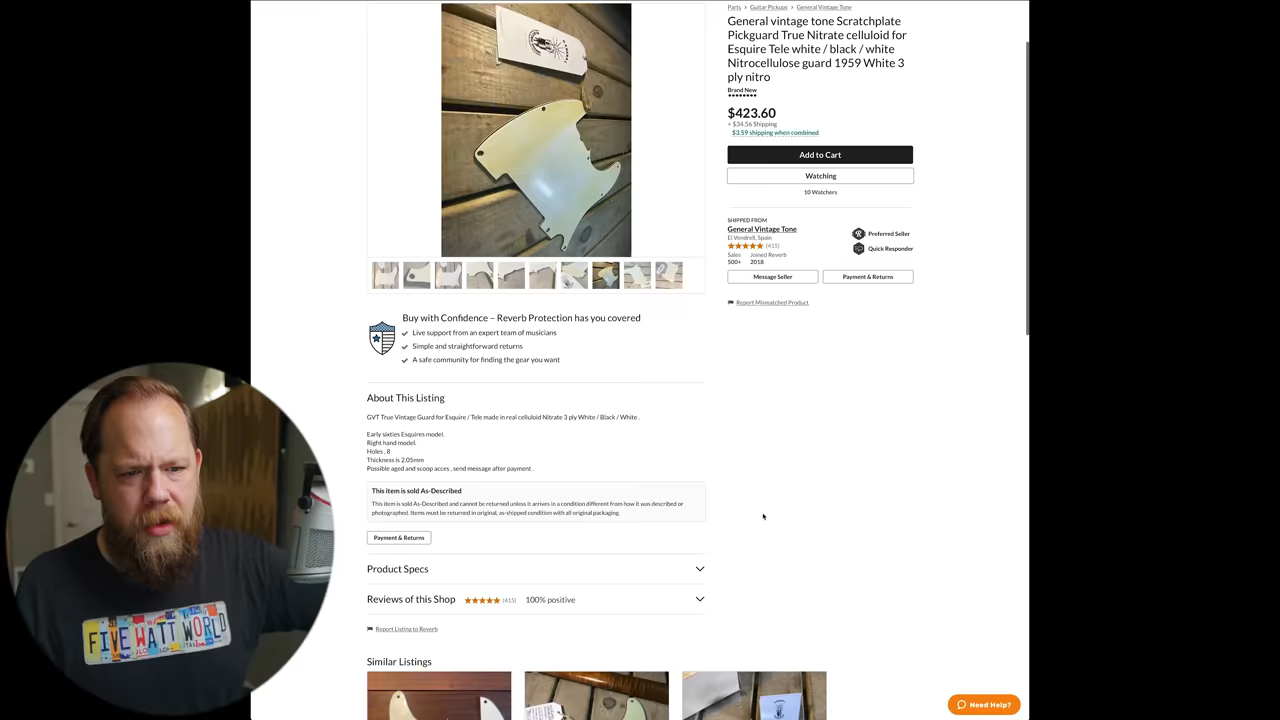 Parts > Guitar Pickups > General Vintage Tone
General vintage tone Scratchplate
Pickguard True Nitrate celluloid for
Esquire Tele white / black / white
Nitrocellulose guard 1959 White 3
ply nitro
Brand New
$423.60
+ $34.56 Shipping
$3.59 shipping when combined
Add to Cart
Watching
10 Watchers
SHIPPED FROM
General Vintage Tone
El Vendrell, Spain
(415)
Sales Joined Reverb
500+ 2018
Preferred Seller
Quick Responder
Message Seller
Payment & Returns
Report Mismatched Product
Buy with Confidence – Reverb Protection has you covered
Live support from an expert team of musicians
Simple and straightforward returns
A safe community for finding the gear you want
About This Listing
GVT True Vintage Guard for Esquire / Tele made in real celluloid Nitrate 3 ply White / Black / White .
Early sixties Esquires model.
Right hand model.
Holes , 8
Thickness is 2.05mm
Possible aged and scoop acces , send message after payment .
This item is sold As-Described
This item is sold As-Described and cannot be returned unless it arrives in a condition different from how it was described or
photographed. Items must be returned in original, as-shipped condition with all original packaging.
Payment & Returns
Product Specs
Reviews of this Shop (415) 100% positive
Report Listing to Reverb
Similar Listings
Need Help?
FIVE WATT WORLD